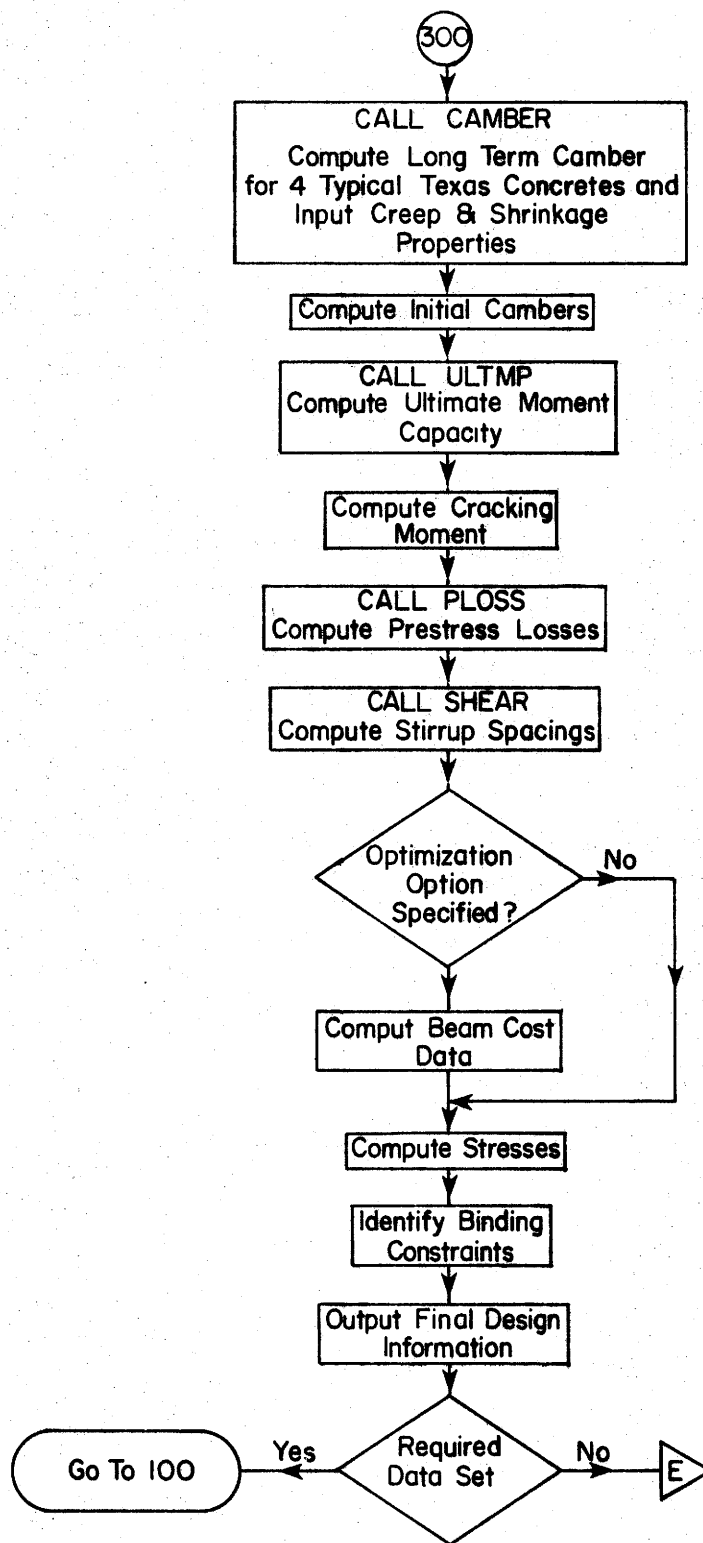 300
CALL CAMBER
Compute Long Term Camber
for 4 Typical Texas Concretes and
Input Creep & Shrinkage
Properties
Compute Initial Cambers
CALL ULTMP
Compute Ultimate Moment
Capacity
Compute Cracking
Moment
CALL PLOSS
Compute Prestress Losses
CALL SHEAR
Compute Stirrup Spacings
Optimization
Option
Specified?
No
Comput Beam Cost
Data
Compute Stresses
Identify Binding
Constraints
Output Final Design
Information
Required
Data Set
Yes
Go To 100
No
E